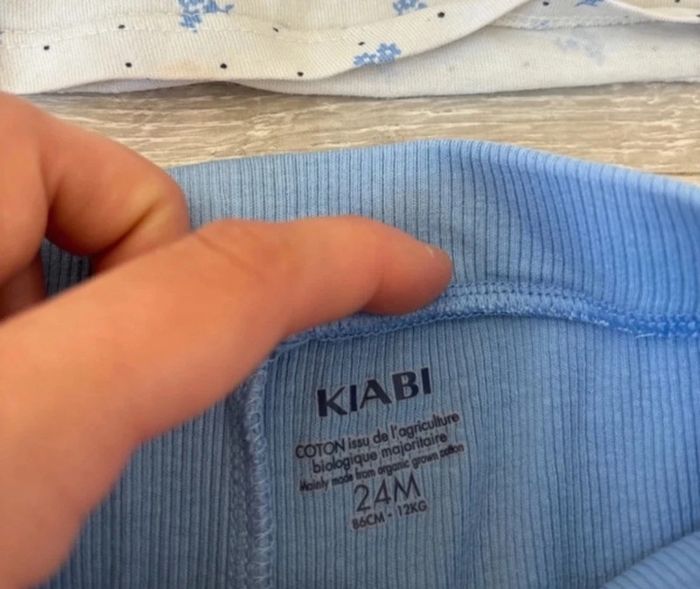 KIABI
COTON issu de l'agriculture
biologique majoritaire
Mainly made from organic grown cotton
24M
86CM - 12KG